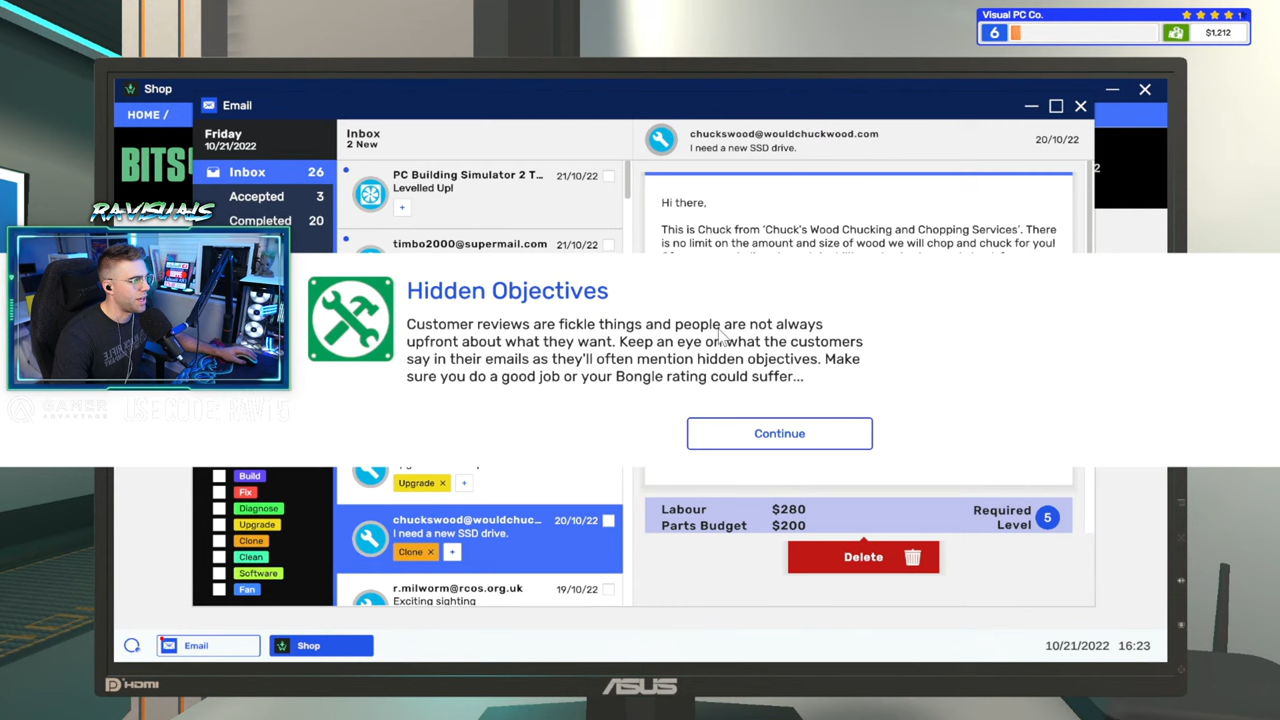 Visual PC Co.
6
$1,212
Shop
HOME /
Email
BITS
Friday
10/21/2022
Inbox 26
Accepted 3
Completed 20
RAVISUALS
Inbox
2 New
PC Building Simulator 2 T... 21/10/22
Levelled Up!
+
timbo2000@supermail.com 21/10/22
chuckswood@wouldchuckwood.com
I need a new SSD drive.
20/10/22
Hi there,
This is Chuck from 'Chuck's Wood Chucking and Chopping Services'. There
is no limit on the amount and size of wood we will chop and chuck for you!
Hidden Objectives
Customer reviews are fickle things and people are not always
upfront about what they want. Keep an eye on what the customers
say in their emails as they'll often mention hidden objectives. Make
sure you do a good job or your Bongle rating could suffer...
Continue
GAMER
ADVANTAGE
USE CODE: RAVI15
Build
Fix
Diagnose
Upgrade
Clone
Clean
Software
Fan
Upgrade × +
chuckswood@wouldchuc... 20/10/22
I need a new SSD drive.
Clone × +
r.milworm@rcos.org.uk 19/10/22
Exciting sighting
Labour $280
Parts Budget $200
Required
Level 5
Delete
Email
Shop
10/21/2022 16:23
HDMI
ASUS